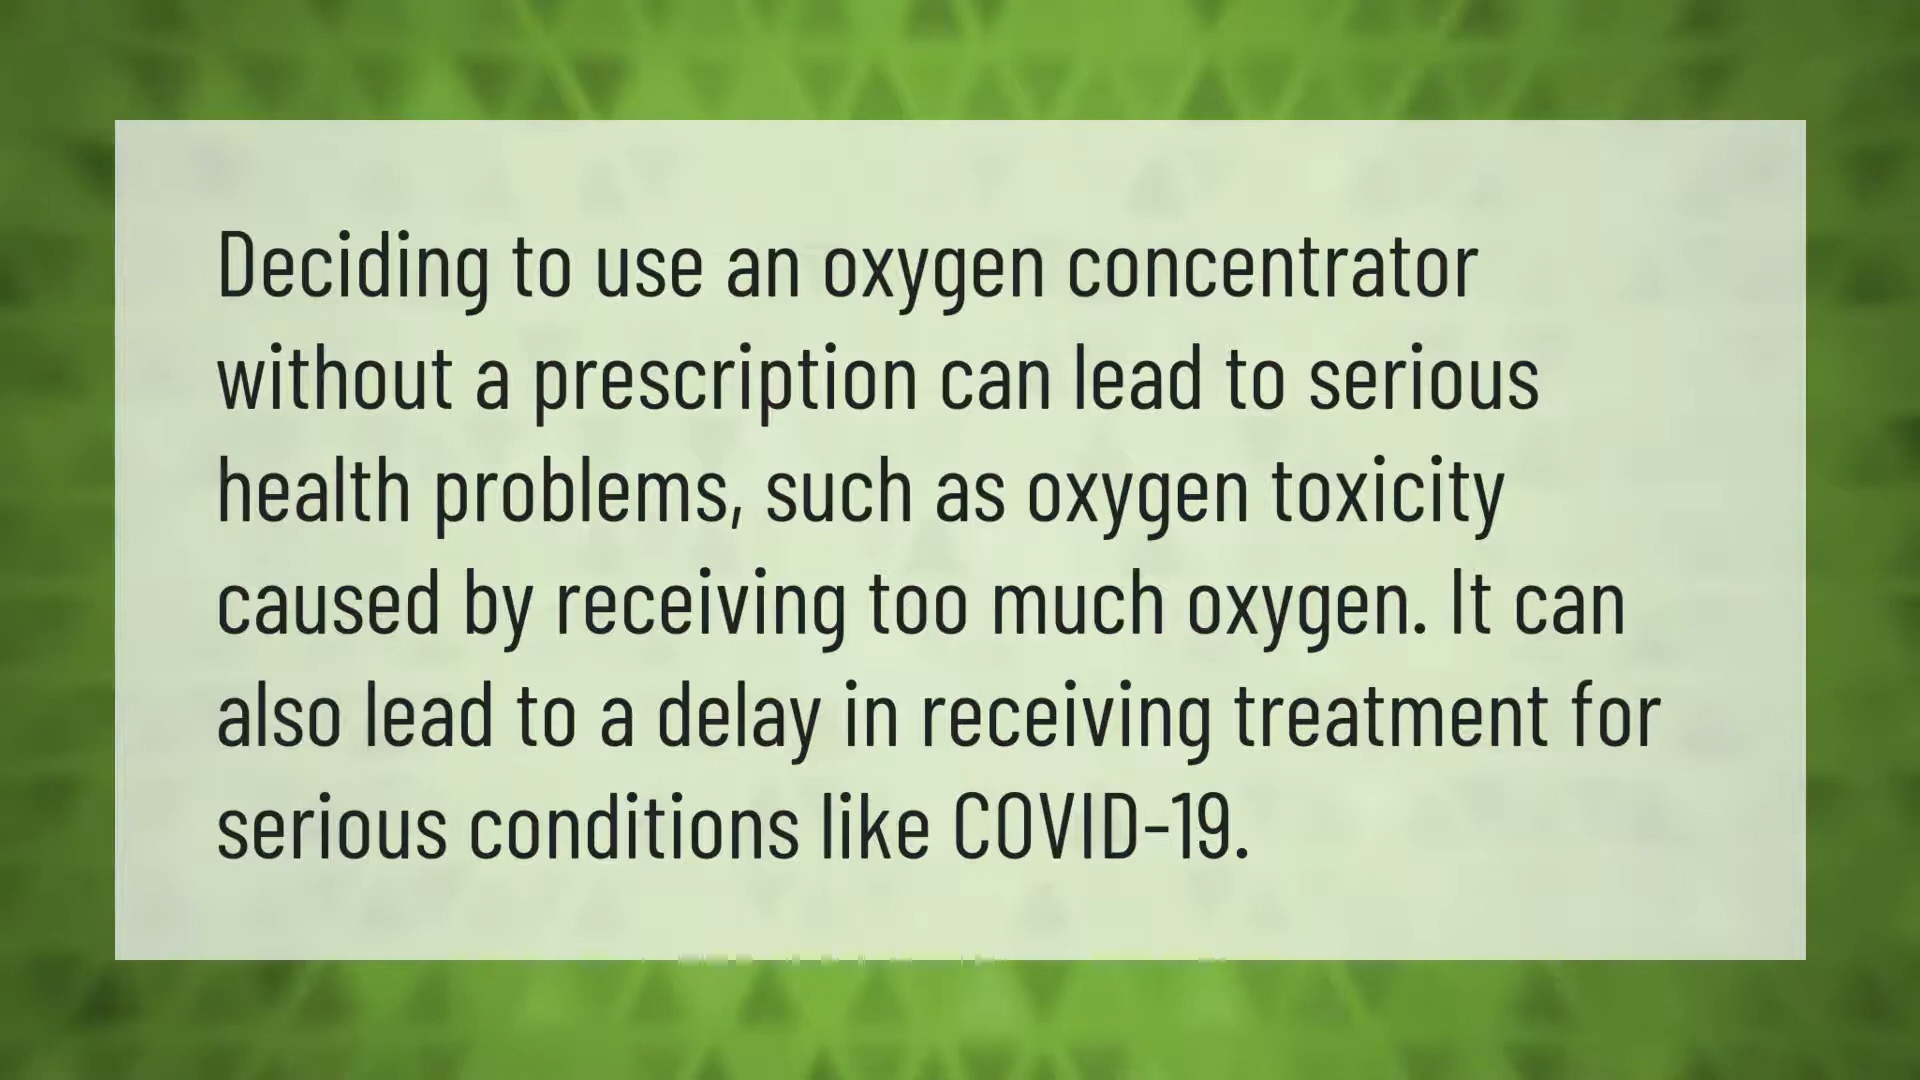 Deciding to use an oxygen concentrator
without a prescription can lead to serious
health problems, such as oxygen toxicity
caused by receiving too much oxygen. It can
also lead to a delay in receiving treatment for
serious conditions like COVID-19.